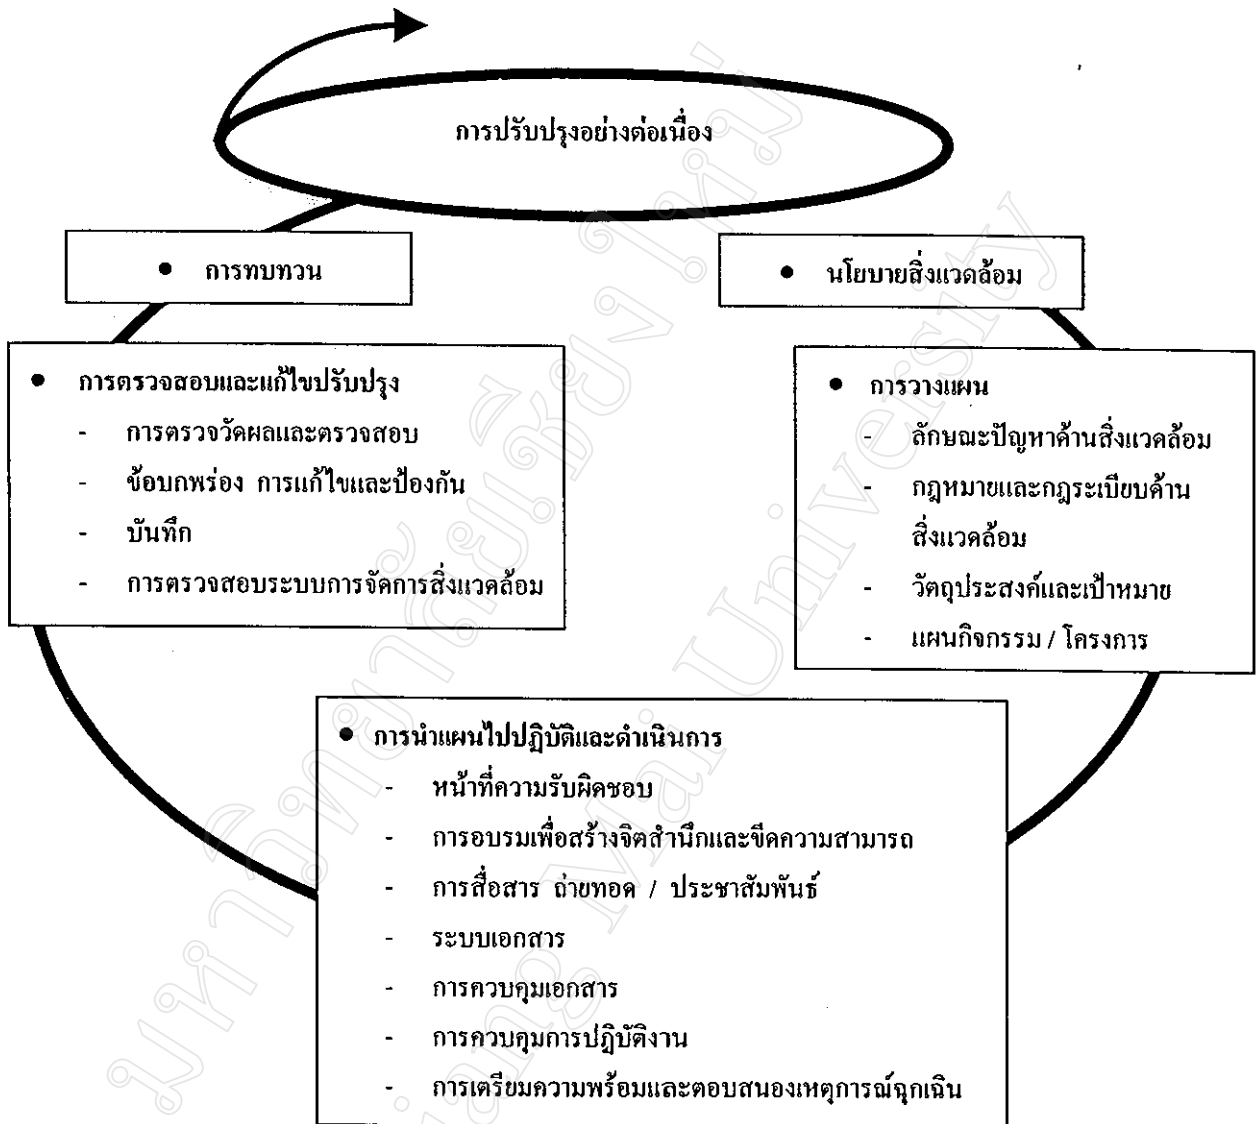 การปรับปรุงอย่างต่อเนื่อง
• การทบทวน
• นโยบายสิ่งแวดล้อม
• การตรวจสอบและแก้ไขปรับปรุง
- การตรวจวัดผลและตรวจสอบ
- ข้อบกพร่อง การแก้ไขและป้องกัน
- บันทึก
- การตรวจสอบระบบการจัดการสิ่งแวดล้อม
• การวางแผน
- ลักษณะปัญหาด้านสิ่งแวดล้อม
- กฎหมายและกฎระเบียบด้าน
สิ่งแวดล้อม
- วัตถุประสงค์และเป้าหมาย
- แผนกิจกรรม / โครงการ
• การนำแผนไปปฏิบัติและดำเนินการ
- หน้าที่ความรับผิดชอบ
- การอบรมเพื่อสร้างจิตสำนึกและขีดความสามารถ
- การสื่อสาร ถ่ายทอด / ประชาสัมพันธ์
- ระบบเอกสาร
- การควบคุมเอกสาร
- การควบคุมการปฏิบัติงาน
- การเตรียมความพร้อมและตอบสนองเหตุการณ์ฉุกเฉิน
มหาวิทยาลัยเชียงใหม่
iang Mai University